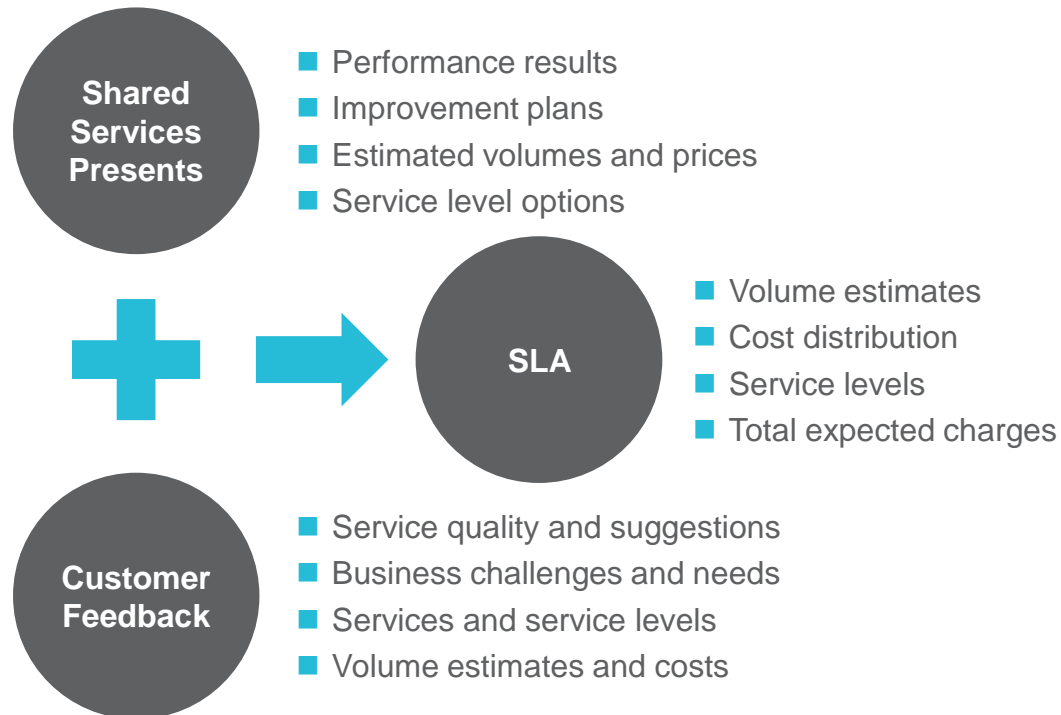 Shared
Services
Presents
Performance results
Improvement plans
Estimated volumes and prices
Service level options
SLA
Volume estimates
Cost distribution
Service levels
Total expected charges
Customer
Feedback
Service quality and suggestions
Business challenges and needs
Services and service levels
Volume estimates and costs